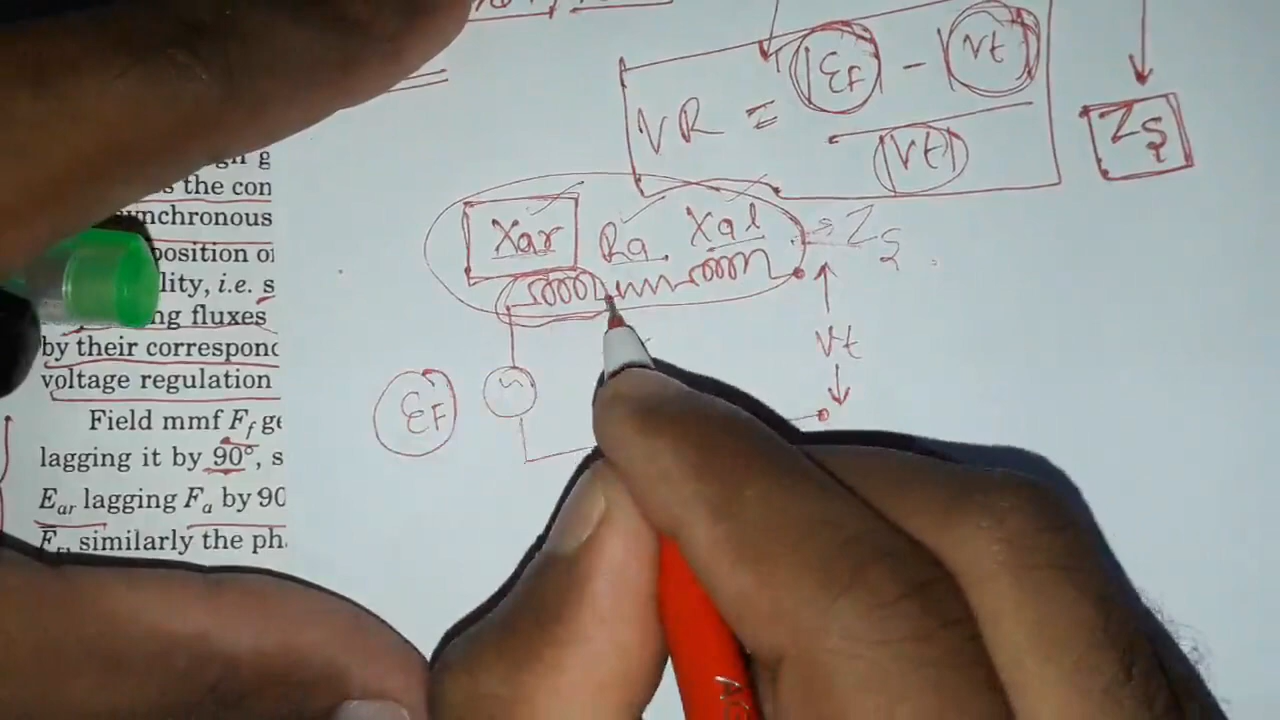 VR = |Ef| - |Vt|
|Vt|
Zs
Xar Ra Xal = Zs
Vt
Ef
the con
ynchronous
position of
lity, i.e. s
ng fluxes
by their correspond
voltage regulation
Field mmf Ff ge
lagging it by 90°, s
Ear lagging Fa by 90
similarly the ph